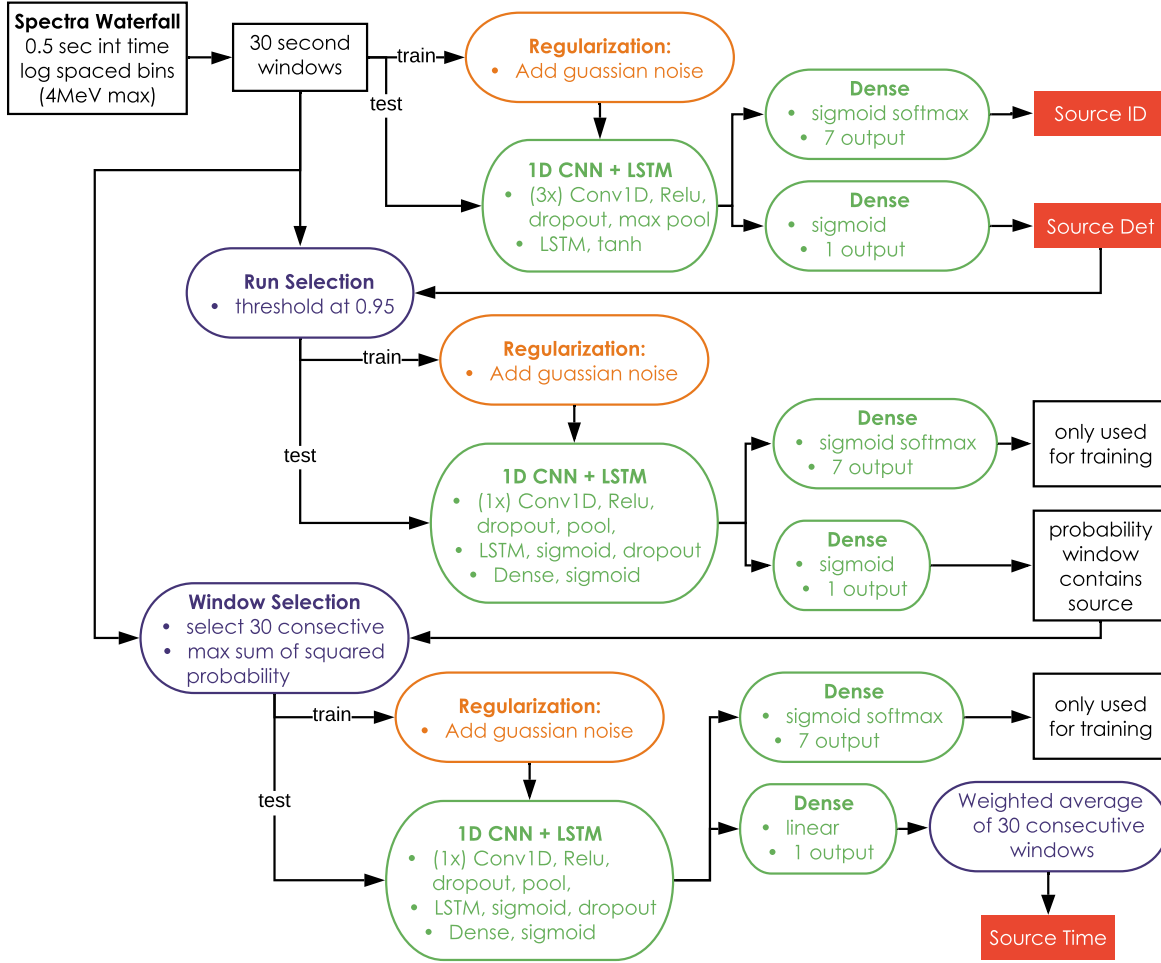 Spectra Waterfall
0.5 sec int time
log spaced bins
(4MeV max)
30 second
windows
train
test
Regularization:
• Add guassian noise
1D CNN + LSTM
• (3x) Conv1D, Relu,
dropout, max pool
• LSTM, tanh
Dense
• sigmoid softmax
• 7 output
Source ID
Dense
• sigmoid
• 1 output
Source Det
Run Selection
• threshold at 0.95
train
test
Regularization:
• Add guassian noise
1D CNN + LSTM
• (1x) Conv1D, Relu,
dropout, pool,
• LSTM, sigmoid, dropout
• Dense, sigmoid
Dense
• sigmoid softmax
• 7 output
only used
for training
Dense
• sigmoid
• 1 output
probability
window
contains
source
Window Selection
• select 30 consective
• max sum of squared
probability
train
test
Regularization:
• Add guassian noise
1D CNN + LSTM
• (1x) Conv1D, Relu,
dropout, pool,
• LSTM, sigmoid, dropout
• Dense, sigmoid
Dense
• sigmoid softmax
• 7 output
only used
for training
Dense
• linear
• 1 output
Weighted average
of 30 consecutive
windows
Source Time